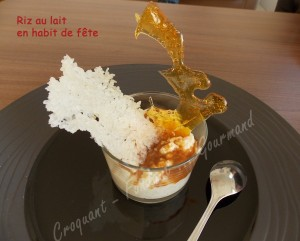 Riz au lait
en habit de fête
Croquant - Gourmand